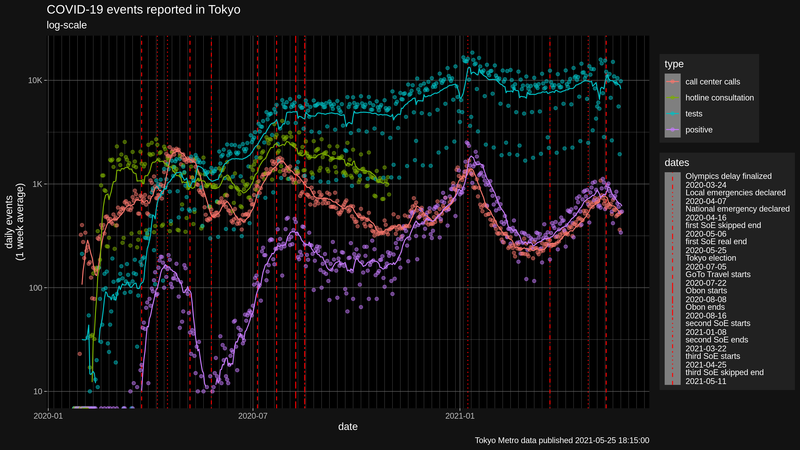 COVID-19 events reported in Tokyo
log-scale
10K
1K
100
10
daily events
(1 week average)
2020-01
2020-07
2021-01
date
type
call center calls
hotline consultation
tests
positive
dates
Olympics delay finalized
2020-03-24
Local emergencies declared
2020-04-07
National emergency declared
2020-04-16
first SoE skipped end
2020-05-06
first SoE real end
2020-05-25
Tokyo election
2020-07-05
GoTo Travel starts
2020-07-22
Obon starts
2020-08-08
Obon ends
2020-08-16
second SoE starts
2021-01-08
second SoE ends
2021-03-22
third SoE starts
2021-04-25
third SoE skipped end
2021-05-11
Tokyo Metro data published 2021-05-25 18:15:00